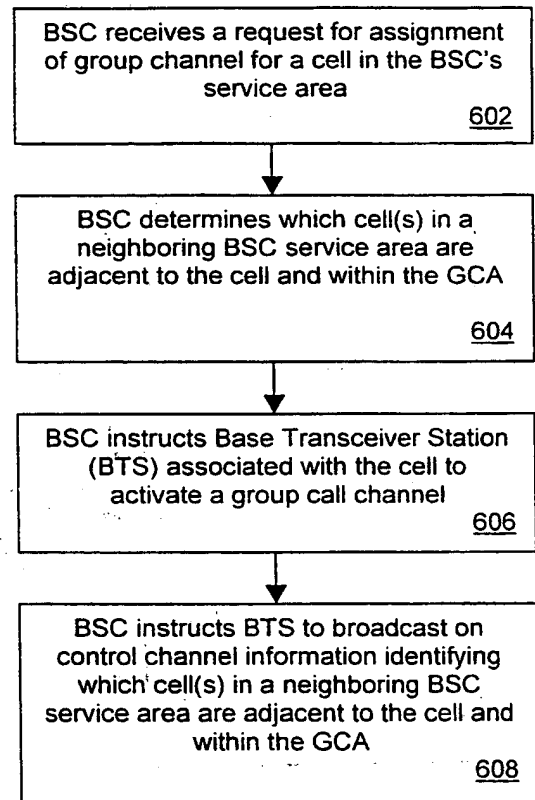 BSC receives a request for assignment
of group channel for a cell in the BSC's
service area
602
BSC determines which cell(s) in a
neighboring BSC service area are
adjacent to the cell and within the GCA
604
BSC instructs Base Transceiver Station
(BTS) associated with the cell to
activate a group call channel
606
BSC instructs BTS to broadcast on
control channel information identifying
which cell(s) in a neighboring BSC
service area are adjacent to the cell and
within the GCA
608